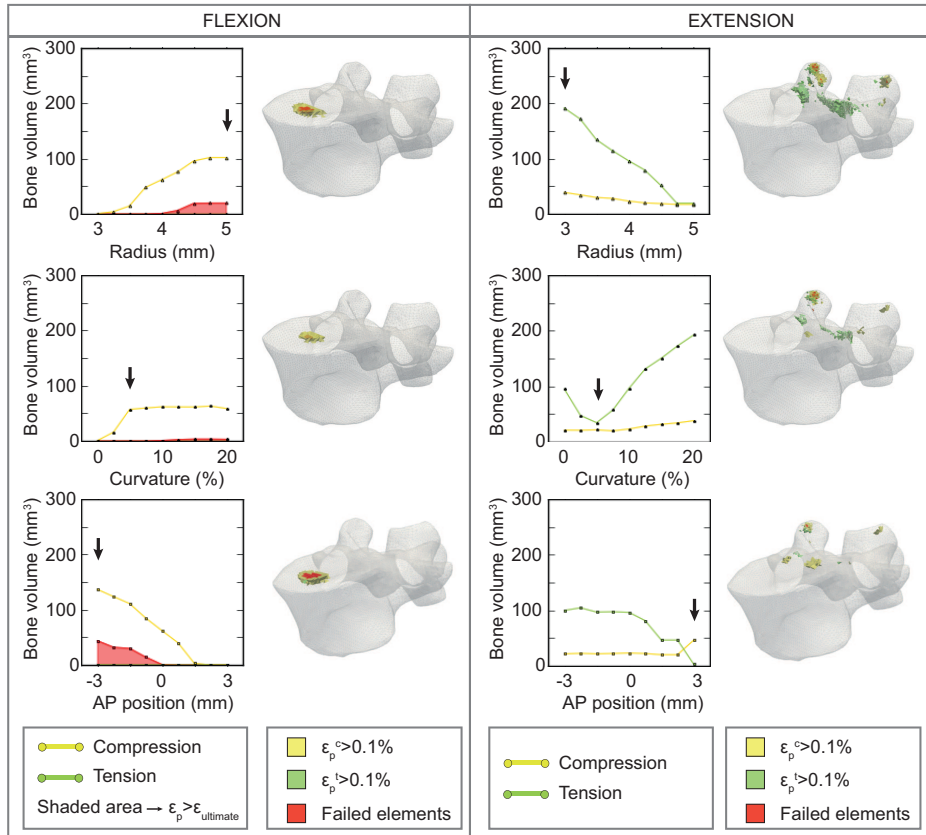 FLEXION
EXTENSION
Bone volume (mm³)
300
200
100
0
3
4
5
Radius (mm)
Bone volume (mm³)
300
200
100
0
3
4
5
Radius (mm)
Bone volume (mm³)
300
200
100
0
0
10
20
Curvature (%)
Bone volume (mm³)
300
200
100
0
0
10
20
Curvature (%)
Bone volume (mm³)
300
200
100
0
-3
0
3
AP position (mm)
Bone volume (mm³)
300
200
100
0
-3
0
3
AP position (mm)
Compression
Tension
Shaded area → εp>εultimate
εpᶜ>0.1%
εpᵗ>0.1%
Failed elements
Compression
Tension
εpᶜ>0.1%
εpᵗ>0.1%
Failed elements